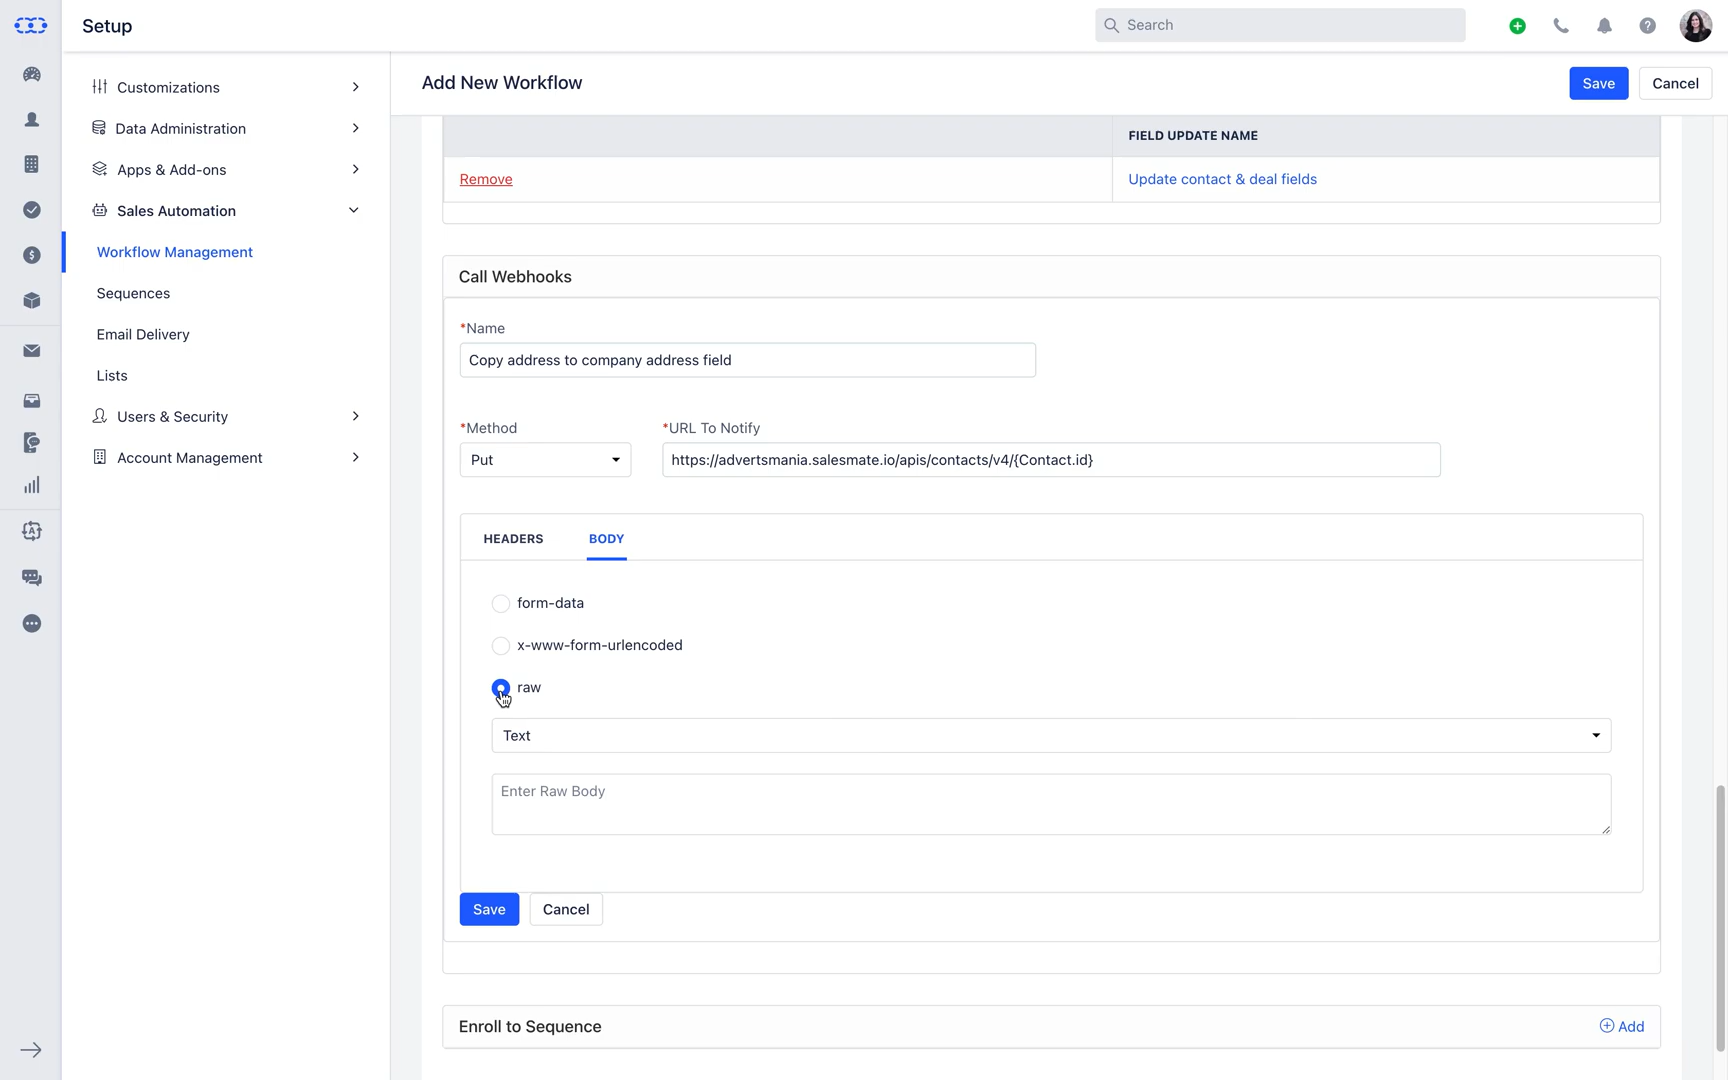 Setup
Search
Customizations
Data Administration
Apps & Add-ons
Sales Automation
Workflow Management
Sequences
Email Delivery
Lists
Users & Security
Account Management
Add New Workflow
Save
Cancel
FIELD UPDATE NAME
Remove
Update contact & deal fields
Call Webhooks
*Name
Copy address to company address field
*Method
*URL To Notify
Put
https://advertsmania.salesmate.io/apis/contacts/v4/{Contact.id}
HEADERS
BODY
form-data
x-www-form-urlencoded
raw
Text
Enter Raw Body
Save
Cancel
Enroll to Sequence
Add